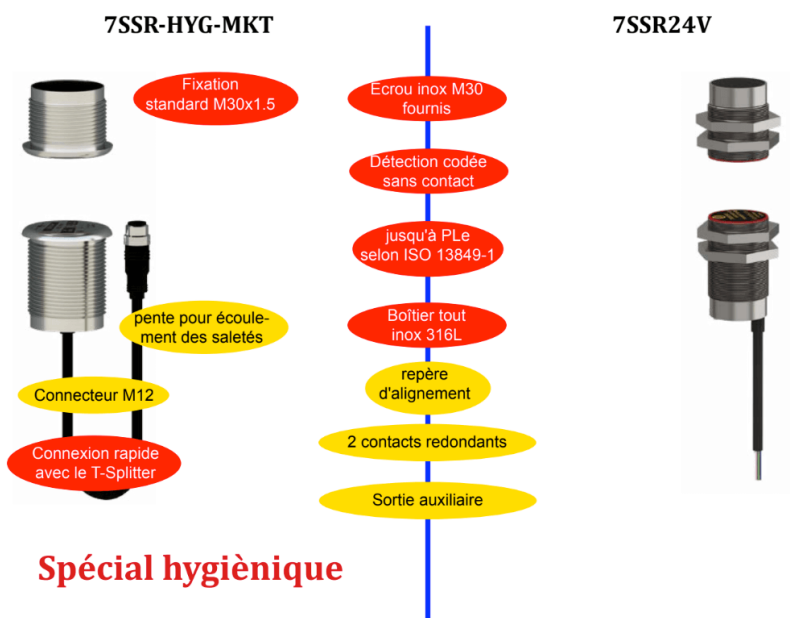 7SSR-HYG-MKT
7SSR24V
Fixation
standard M30x1.5
Ecrou inox M30
fournis
Détection codée
sans contact
jusqu'à PLe
selon ISO 13849-1
pente pour écoule-
ment des saletés
Boîtier tout
inox 316L
repère
d'alignement
Connecteur M12
2 contacts redondants
Connexion rapide
avec le T-Splitter
Sortie auxiliaire
Spécial hygiènique